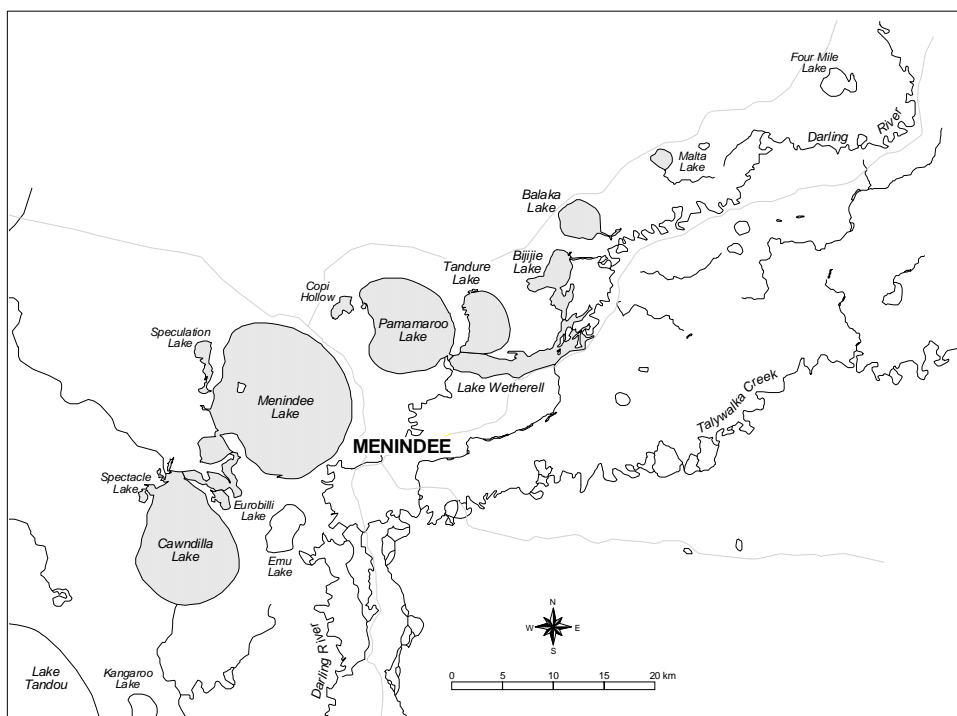 Four Mile
Lake
Darling
River
Malta
Lake
Balaka
Lake
Bijijie
Lake
Tandure
Lake
Copi
Hollow
Pamamaroo
Lake
Speculation
Lake
Lake Wetherell
Menindee
Lake
Talywalka Creek
MENINDEE
Spectacle
Lake
Eurobilli
Lake
Cawndilla
Lake
Emu
Lake
Darling River
N
W
E
S
Lake
Tandou
Kangaroo
Lake
0 5 10 15 20 km